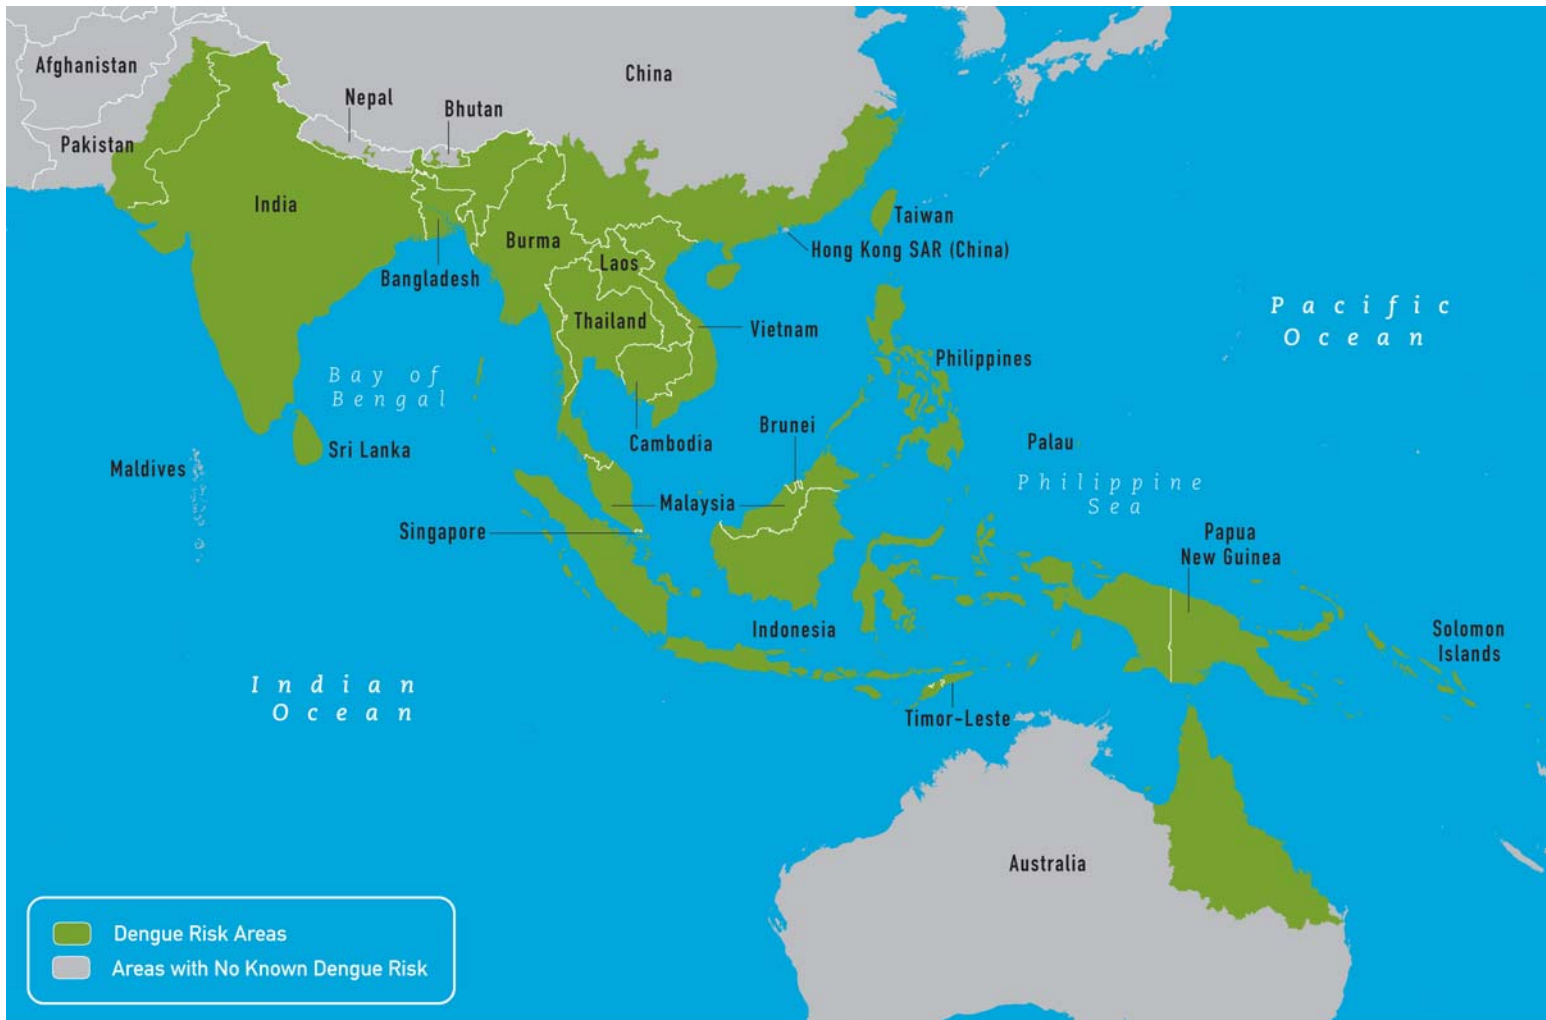 Afghanistan
China
Nepal
Bhutan
Pakistan
India
Taiwan
Burma
Hong Kong SAR (China)
Laos
Bangladesh
Pacific
Ocean
Thailand
Vietnam
Philippines
Bay of
Bengal
Brunei
Cambodia
Palau
Sri Lanka
Maldives
Philippine
Sea
Malaysia
Singapore
Papua
New Guinea
Indonesia
Solomon
Islands
Indian
Ocean
Timor-Leste
Australia
Dengue Risk Areas
Areas with No Known Dengue Risk